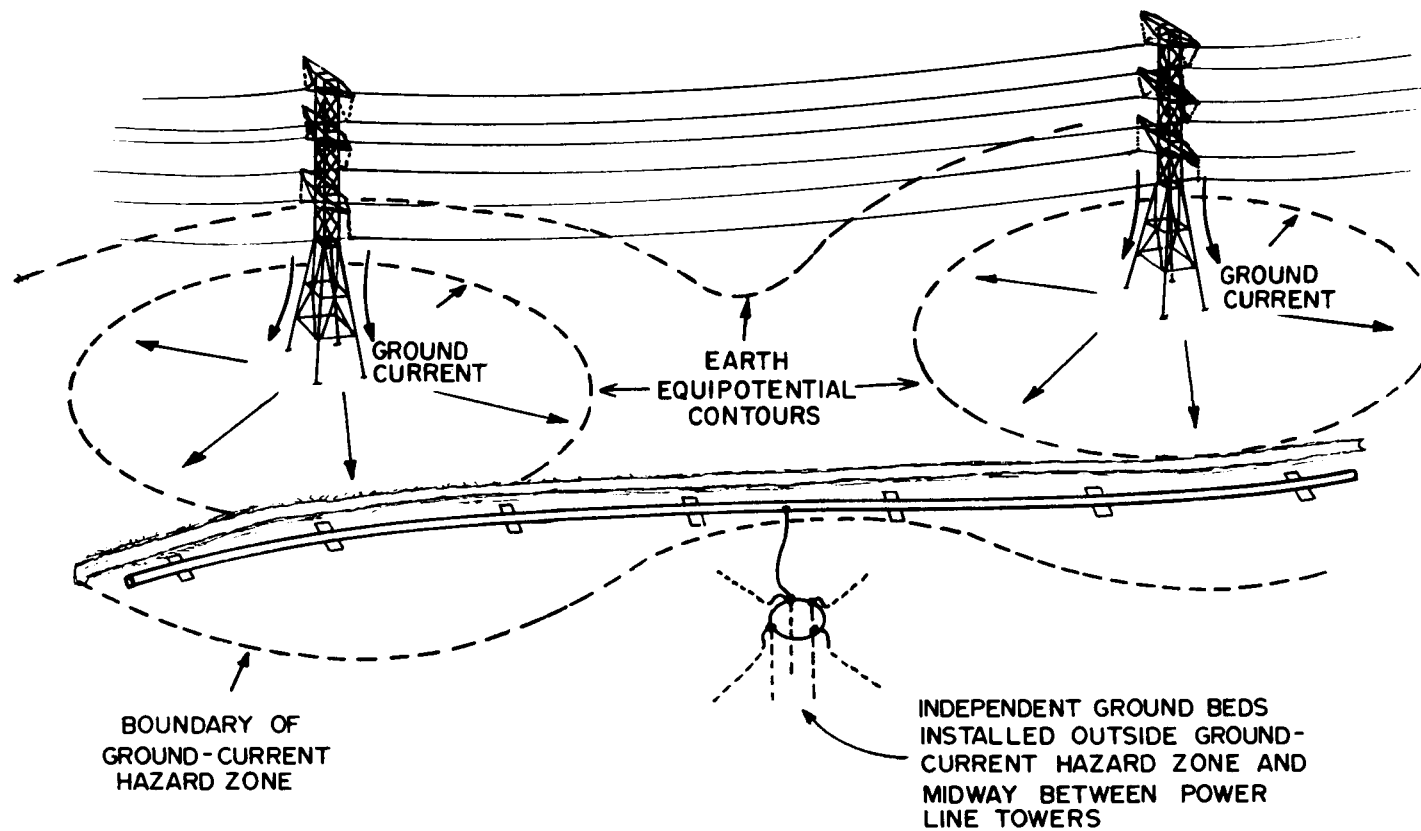 GROUND
CURRENT
GROUND
CURRENT
EARTH
EQUIPOTENTIAL
CONTOURS
BOUNDARY OF
GROUND-CURRENT
HAZARD ZONE
INDEPENDENT GROUND BEDS
INSTALLED OUTSIDE GROUND-
CURRENT HAZARD ZONE AND
MIDWAY BETWEEN POWER
LINE TOWERS